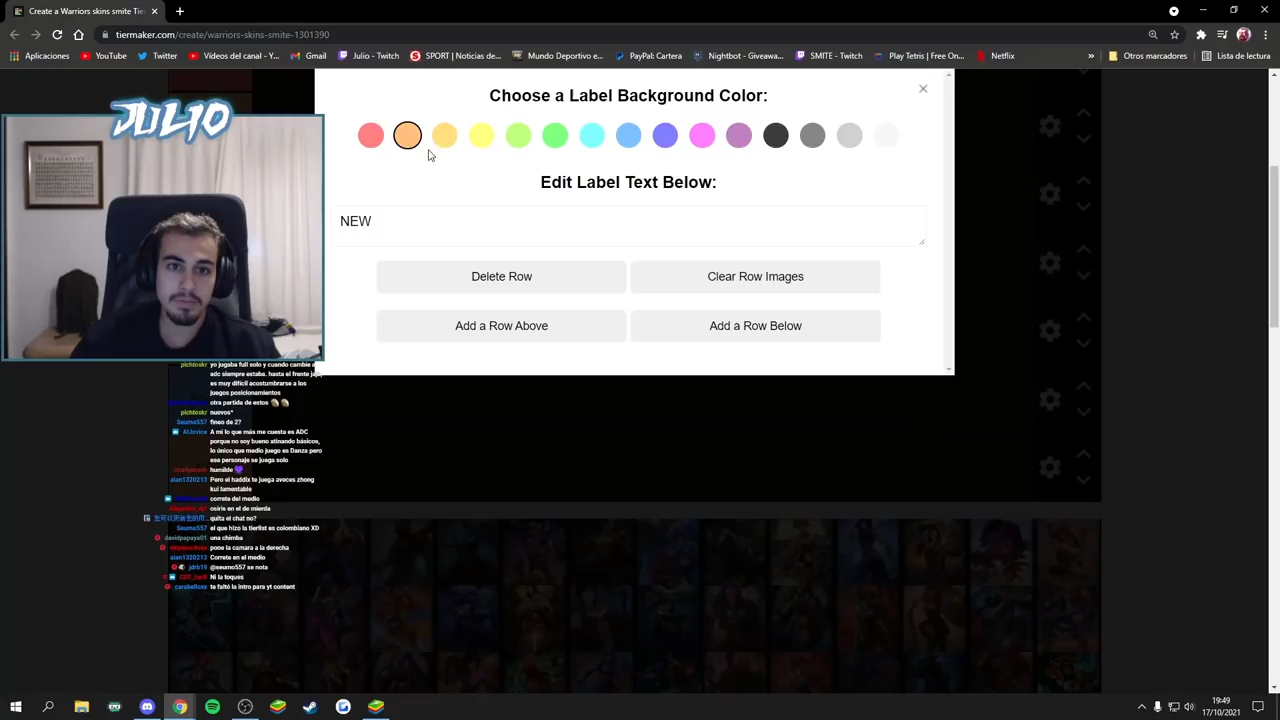 Create a Warriors skins Smite Tier
tiermaker.com/create/warriors-skins-smite-1301390
Aplicaciones
YouTube
Vídeos del canal - Y...
Twitter
Gmail
Julito - Twitch
SPORT | Noticias de...
Mundo Deportivo - ...
PayPal: Cartera
Nightbot - Giveawa...
SMITE - Twitch
Play Tetris | Free On...
Netflix
»
Otros marcadores
Lista de lectura
JUL10
Choose a Label Background Color:
Edit Label Text Below:
NEW
Delete Row
Clear Row Images
Add a Row Above
Add a Row Below
pichtoskr yo jugaba full solo y cuando cambie a
adc siempre estaba. hasta el frente
es muy dificil acostumbrarse a los
juegos posicionamientos
otra partida de estos
pichtoskr nuevos*
Seumo557 fineo de 2?
AlJovice A mi lo que más me cuesta es ADC
porque no soy bueno atinando básicos,
lo único que medio juego es Danza pero
ese personaje se juega solo
humilde
alan1320213 Pero el haddix te juega aveces zhong
kui lamentable
correte del medio
osiris en el de mierda
quita el chat no?
Seumo557 el que hizo la tierlist es colombiano XD
davidpapaya01 una chimba
pone la camara a la derecha
alan1320213 Correte en el medio
jdrb19 @seumo557 se nota
Ni la toques
carabelloxx te faltó la intro para yt content
19:49
17/10/2021